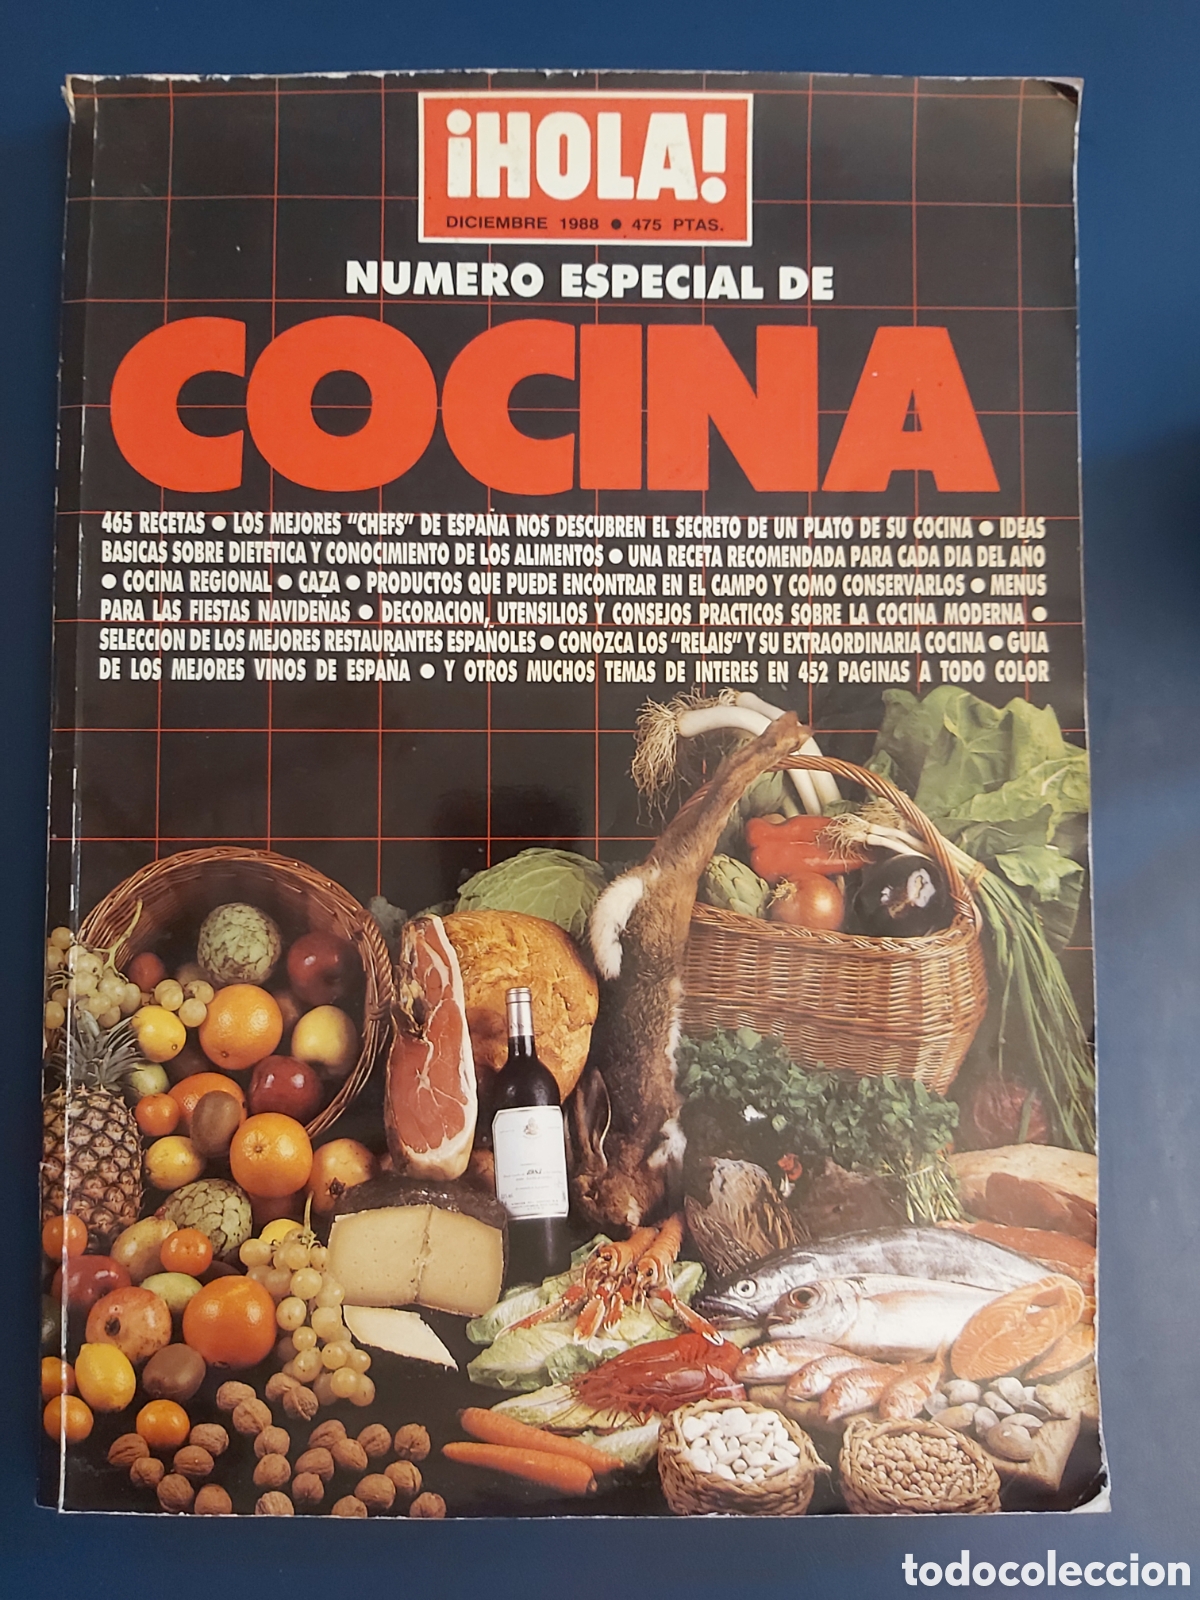 ¡HOLA!
DICIEMBRE 1988 ● 475 PTAS.
NUMERO ESPECIAL DE
COCINA
465 RECETAS ● LOS MEJORES "CHEFS" DE ESPAÑA NOS DESCUBREN EL SECRETO DE UN PLATO DE SU COCINA ● IDEAS
BASICAS SOBRE DIETETICA Y CONOCIMIENTO DE LOS ALIMENTOS ● UNA RECETA RECOMENDADA PARA CADA DIA DEL AÑO
● COCINA REGIONAL ● CAZA ● PRODUCTOS QUE PUEDE ENCONTRAR EN EL CAMPO Y COMO CONSERVARLOS ● MENUS
PARA LAS FIESTAS NAVIDEÑAS ● DECORACION, UTENSILIOS Y CONSEJOS PRACTICOS SOBRE LA COCINA MODERNA ●
SELECCION DE LOS MEJORES RESTAURANTES ESPAÑOLES ● CONOZCA LOS "RELAIS" Y SU EXTRAORDINARIA COCINA ● GUIA
DE LOS MEJORES VINOS DE ESPAÑA ● Y OTROS MUCHOS TEMAS DE INTERES EN 452 PAGINAS A TODO COLOR
todocoleccion